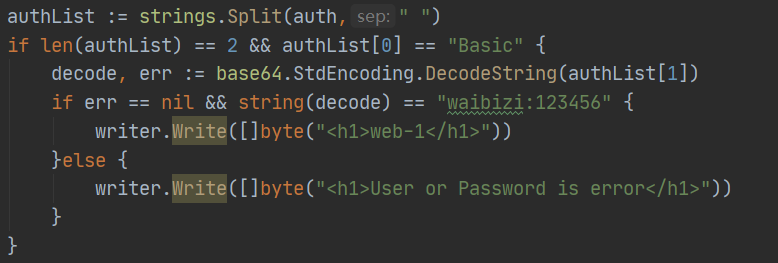 authList := strings.Split(auth, sep: " ")
if len(authList) == 2 && authList[0] == "Basic" {
    decode, err := base64.StdEncoding.DecodeString(authList[1])
    if err == nil && string(decode) == "waibizi:123456" {
        writer.Write([]byte("<h1>web-1</h1>"))
    }else {
        writer.Write([]byte("<h1>User or Password is error</h1>"))
    }
}